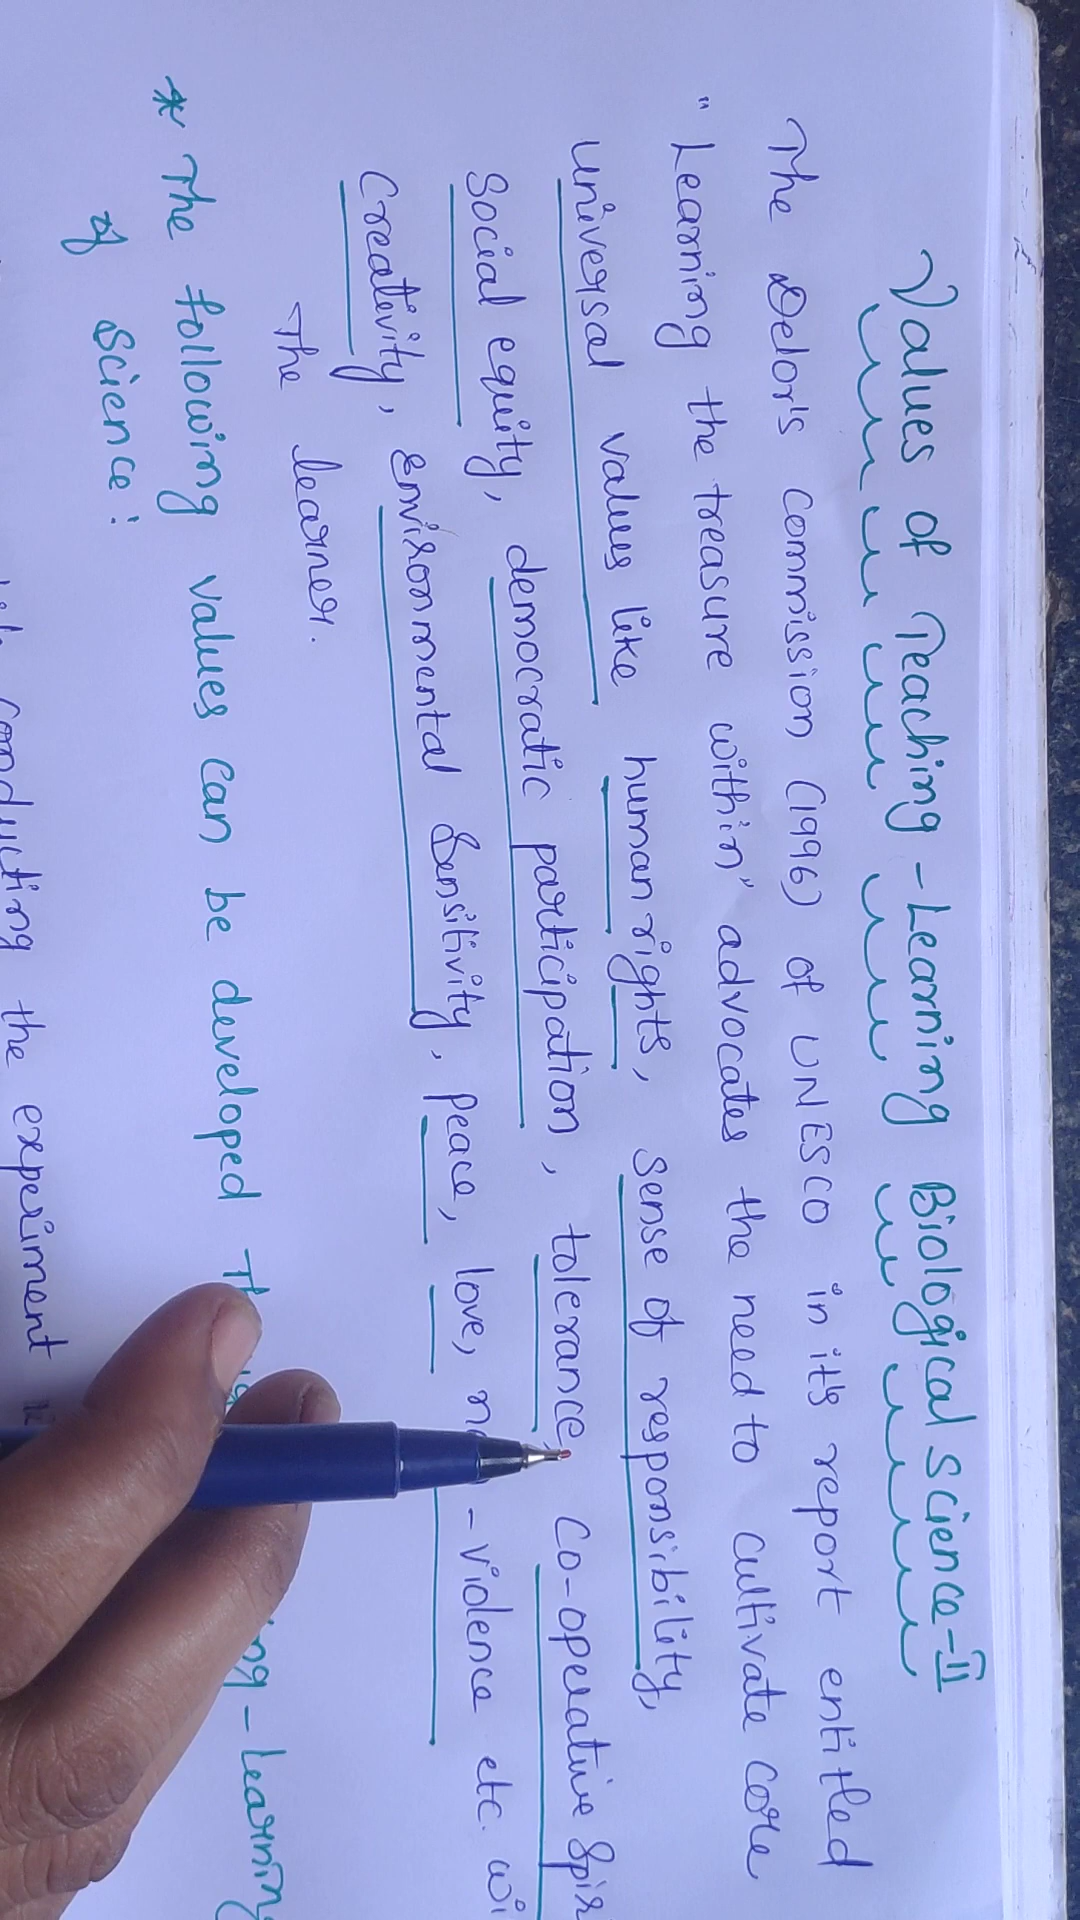 Values of Teaching - Learning Biological Science - II
The Delor's Commission (1996) of UNESCO in its report entitled
"Learning the treasure within" advocates the need to cultivate core
universal values like human rights, Sense of responsibility,
Social equity, democratic participation, tolerance, Co-operative
Creativity, Environmental Sensitivity, peace, love, -violence etc.
The learner.
* The following values can be developed -Learning
of Science:
conducting the experiment